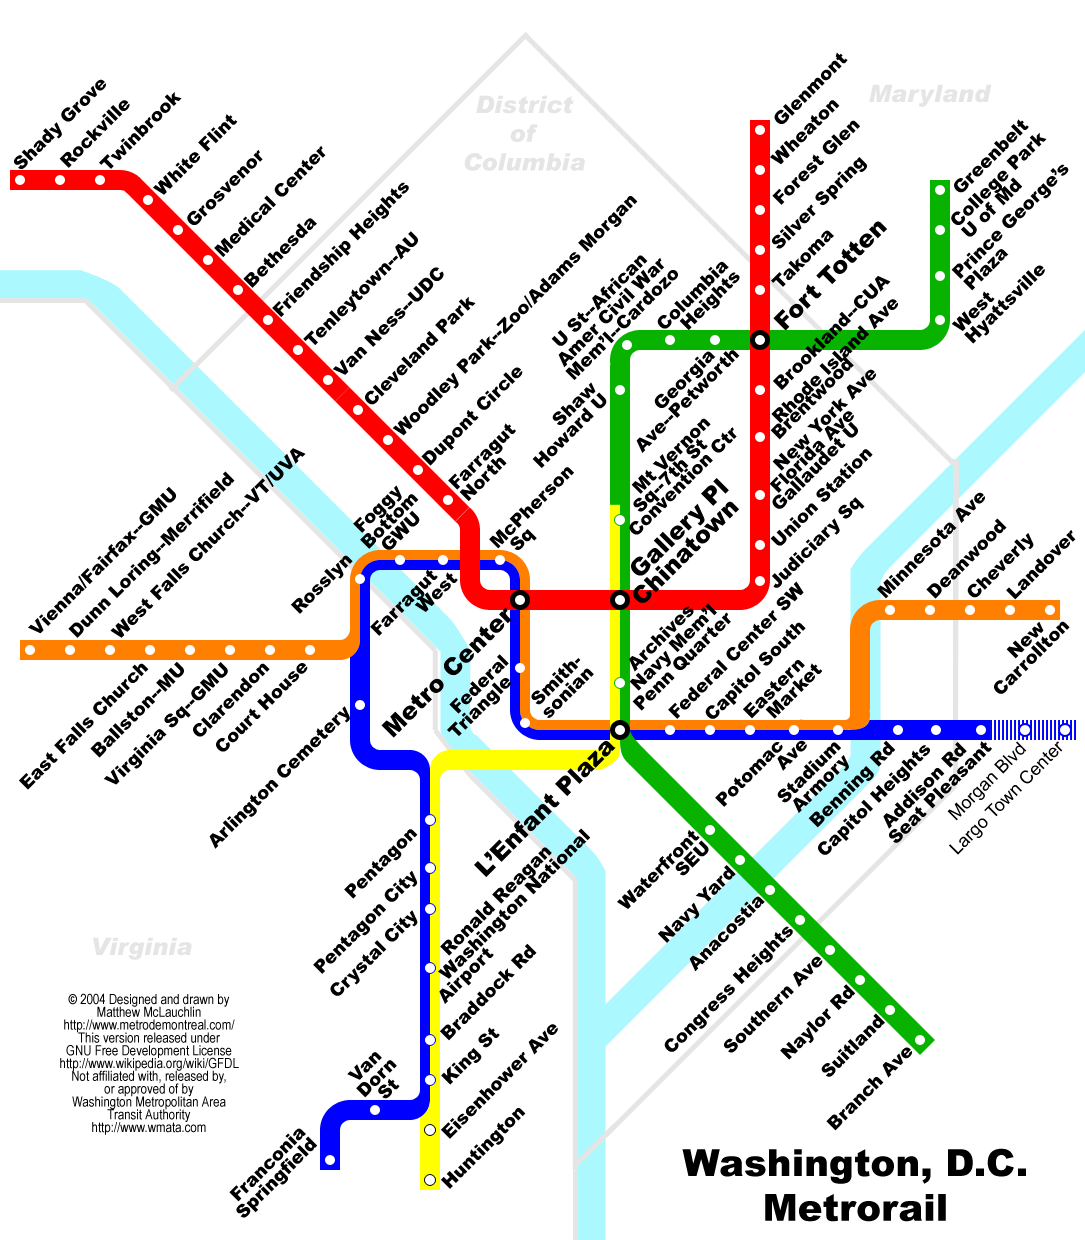 District
of
Columbia
Maryland
Virginia
Shady Grove
Rockville
Twinbrook
White Flint
Grosvenor
Medical Center
Bethesda
Friendship Heights
Tenleytown--AU
Van Ness--UDC
Cleveland Park
Woodley Park--Zoo/Adams Morgan
Dupont Circle
Farragut
North
Metro Center
Gallery Pl
Chinatown
Judiciary Sq
Union Station
New York Ave
Florida Ave
Gallaudet U
Rhode Island Ave
Brentwood
Brookland--CUA
Fort Totten
Takoma
Silver Spring
Forest Glen
Wheaton
Glenmont
Greenbelt
College Park
U of Md
Prince George's
Plaza
West
Hyattsville
Georgia
Ave--Petworth
Columbia
Heights
U St--African
Amer Civil War
Mem'l--Cardozo
Shaw
Howard U
Mt Vernon
Sq--7th St
Convention Ctr
Archives
Navy Mem'l
Penn Quarter
L'Enfant Plaza
Waterfront
SEU
Navy Yard
Anacostia
Congress Heights
Southern Ave
Naylor Rd
Suitland
Branch Ave
Vienna/Fairfax--GMU
Dunn Loring--Merrifield
West Falls Church--VT/UVA
East Falls Church
Ballston--MU
Virginia Sq--GMU
Clarendon
Court House
Rosslyn
Foggy
Bottom
GWU
Farragut
West
McPherson
Sq
Federal
Triangle
Smith-
sonian
Federal Center SW
Capitol South
Eastern
Market
Potomac
Ave
Stadium
Armory
Minnesota Ave
Deanwood
Cheverly
Landover
New
Carrollton
Benning Rd
Capitol Heights
Addison Rd
Seat Pleasant
Morgan Blvd
Largo Town Center
Arlington Cemetery
Pentagon
Pentagon City
Crystal City
Ronald Reagan
Washington National
Airport
Braddock Rd
King St
Eisenhower Ave
Huntington
Van
Dorn
St
Franconia
Springfield
© 2004 Designed and drawn by
Matthew McLauchlin
http://www.metrodemontreal.com/
This version released under
GNU Free Development License
http://www.wikipedia.org/wiki/GFDL
Not affiliated with, released by,
or approved of by
Washington Metropolitan Area
Transit Authority
http://www.wmata.com
Washington, D.C.
Metrorail